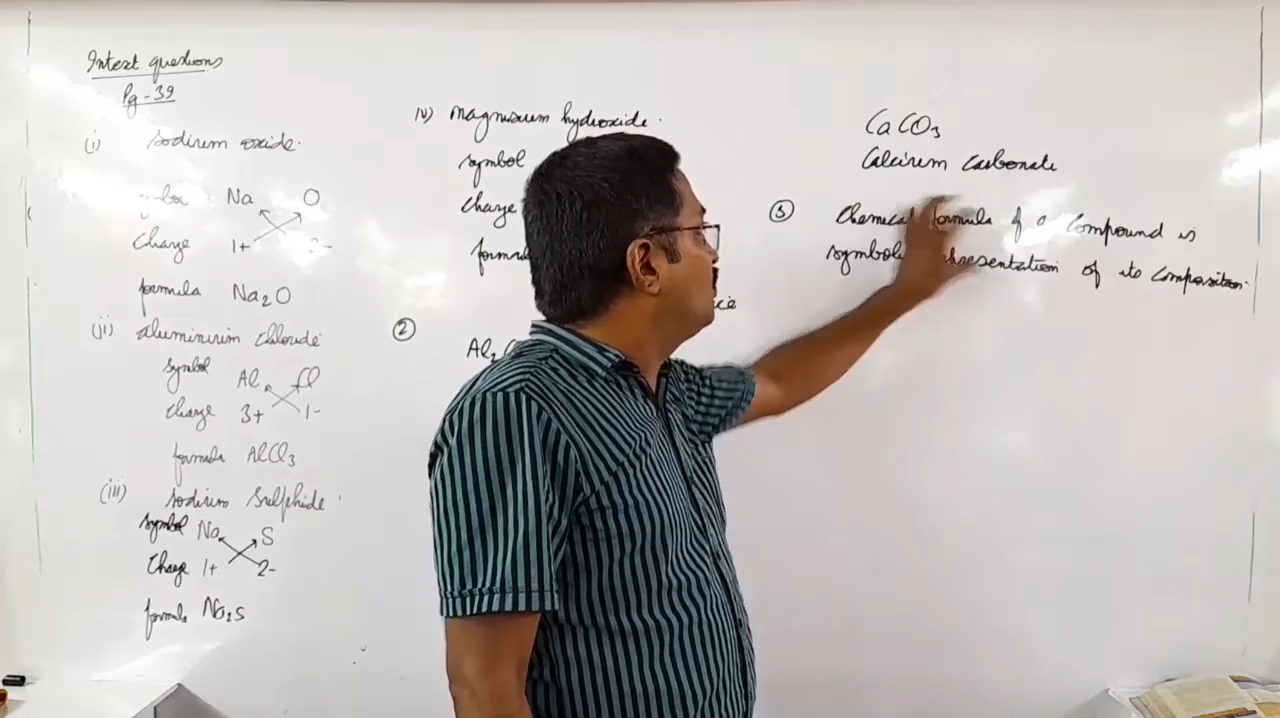 Intext questions
Pg-39
(i) sodium oxide.
Na O
Charge 1+ 2-
formula Na2O
(ii) aluminium chloride
symbol Al Cl
Charge 3+ 1-
formula AlCl3
(iii) sodium sulphide.
symbol Na S
Charge 1+ 2-
formula Na2S
iv) magnesium hydroxide.
symbol
Charge
②
Al2
CaCO3
Calcium Carbonate
③ Chemical formula of a compound is
representation of its composition.